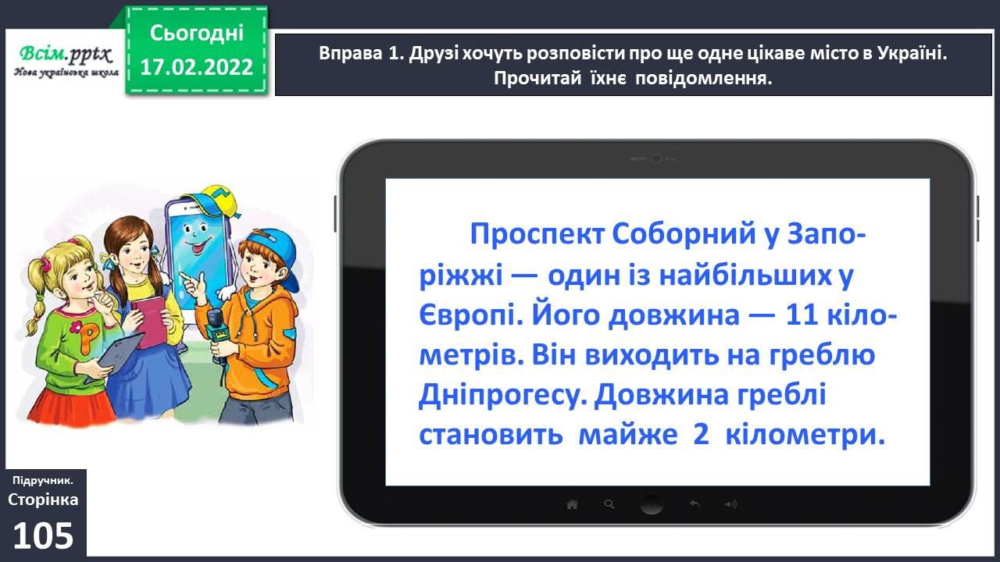 Всім.pptx
Нова українська школа
Сьогодні
17.02.2022
Вправа 1. Друзі хочуть розповісти про ще одне цікаве місто в Україні.
Прочитай їхнє повідомлення.
Р
Проспект Соборний у Запо-
ріжжі — один із найбільших у
Європі. Його довжина — 11 кіло-
метрів. Він виходить на греблю
Дніпрогесу. Довжина греблі
становить майже 2 кілометри.
Підручник.
Сторінка
105